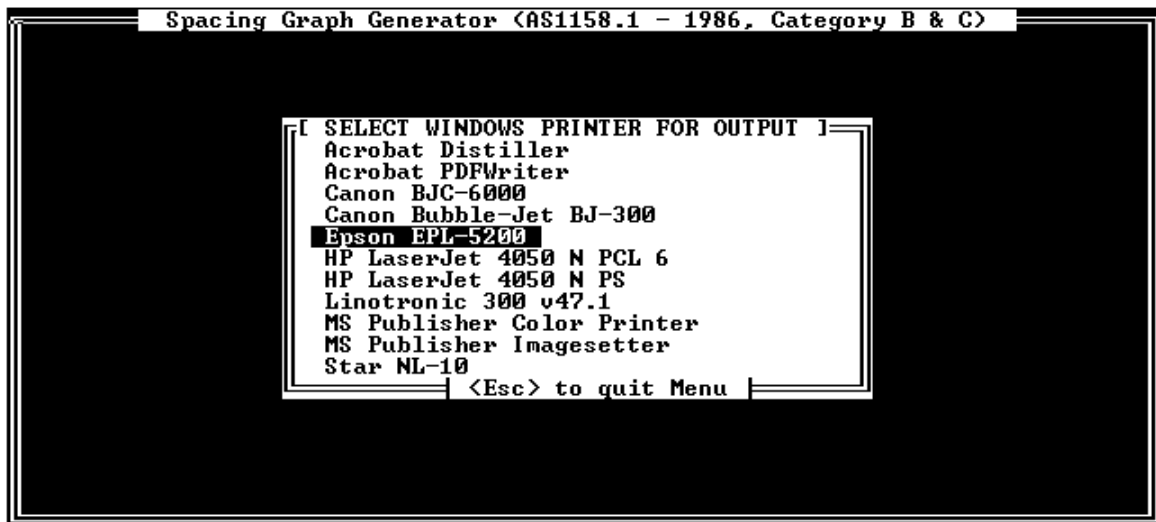 Spacing Graph Generator (AS1158.1 - 1986, Category B & C)
[ SELECT WINDOWS PRINTER FOR OUTPUT ]
Acrobat Distiller
Acrobat PDFWriter
Canon BJC-6000
Canon Bubble-Jet BJ-300
Epson EPL-5200
HP LaserJet 4050 N PCL 6
HP LaserJet 4050 N PS
Linotronic 300 v47.1
MS Publisher Color Printer
MS Publisher Imagesetter
Star NL-10
<Esc> to quit Menu